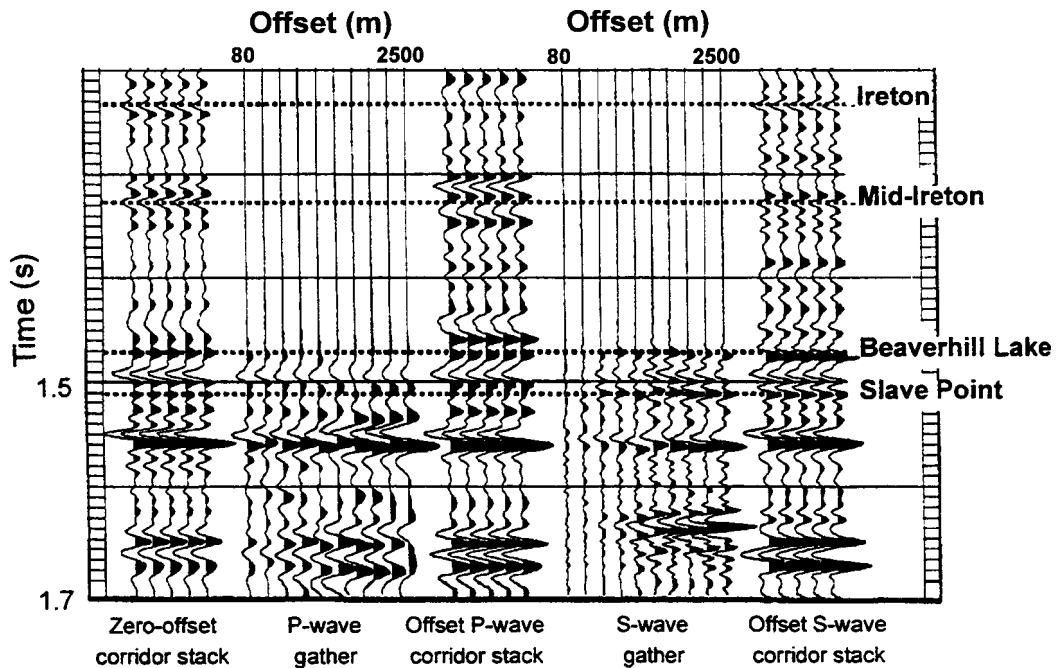 Offset (m) Offset (m)
80 2500 80 2500
Ireton
Mid-Ireton
Time (s)
Beaverhill Lake
1.5
Slave Point
1.7
Zero-offset P-wave Offset P-wave S-wave Offset S-wave
corridor stack gather corridor stack gather corridor stack